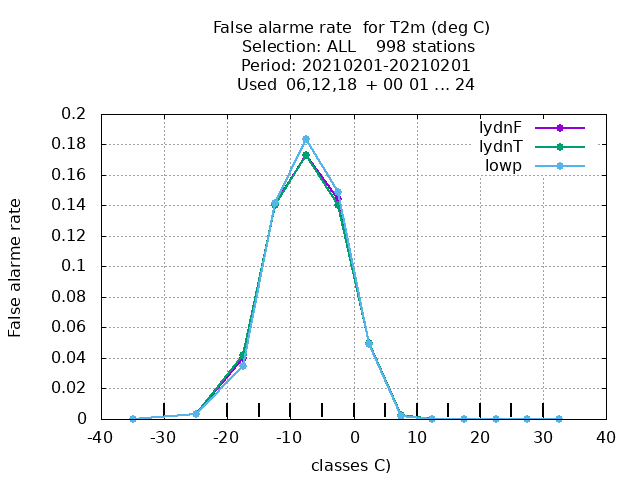 False alarme rate  for T2m (deg C)
Selection: ALL    998 stations
Period: 20210201-20210201
Used  06,12,18  + 00 01 ... 24
0.2
0.18
0.16
0.14
0.12
0.1
0.08
0.06
0.04
0.02
0
False alarme rate
lydnF
lydnT
lowp
-40 -30 -20 -10 0 10 20 30 40
classes C)